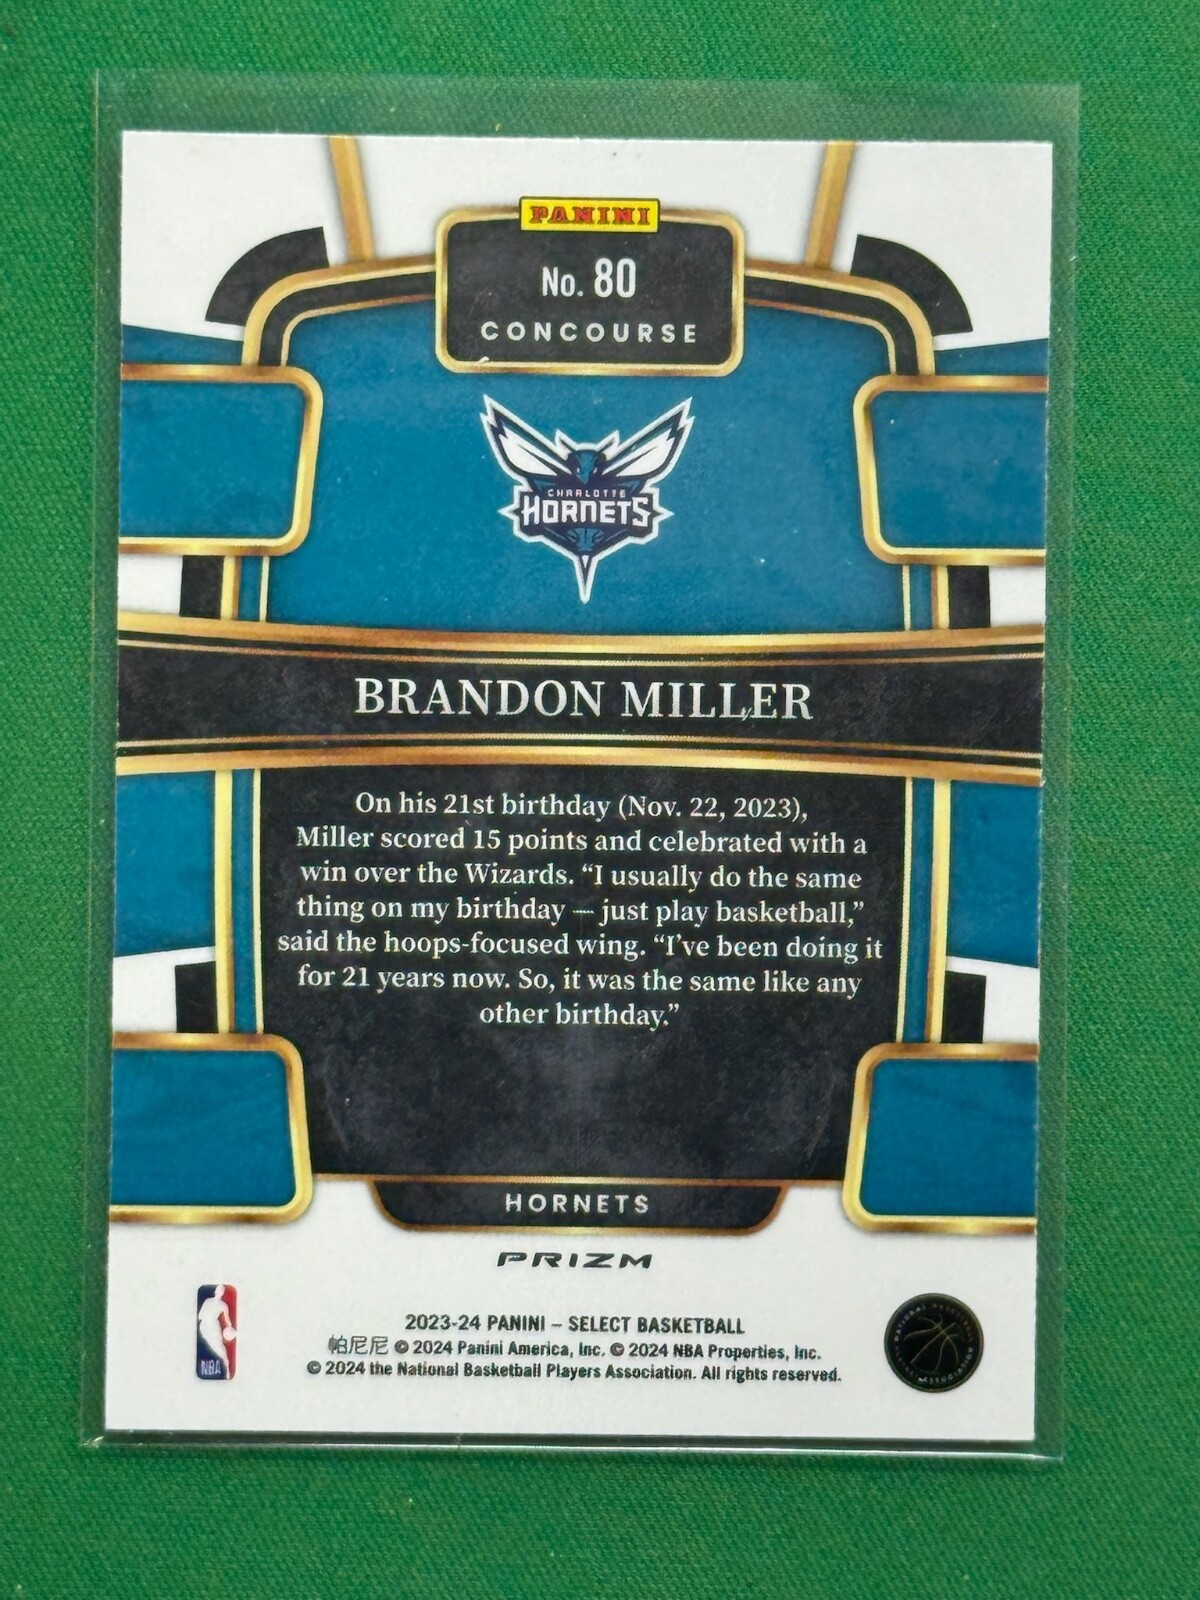 PANINI
No. 80
CONCOURSE
CHARLOTTE
HORNETS
BRANDON MILLER
On his 21st birthday (Nov. 22, 2023),
Miller scored 15 points and celebrated with a
win over the Wizards. “I usually do the same
thing on my birthday — just play basketball,”
said the hoops-focused wing. “I’ve been doing it
for 21 years now. So, it was the same like any
other birthday.”
HORNETS
PRIZM
2023-24 PANINI – SELECT BASKETBALL
帕尼尼 © 2024 Panini America, Inc. © 2024 NBA Properties, Inc.
© 2024 the National Basketball Players Association. All rights reserved.
NBA
NATIONAL BASKETBALL
PLAYERS ASSOCIATION